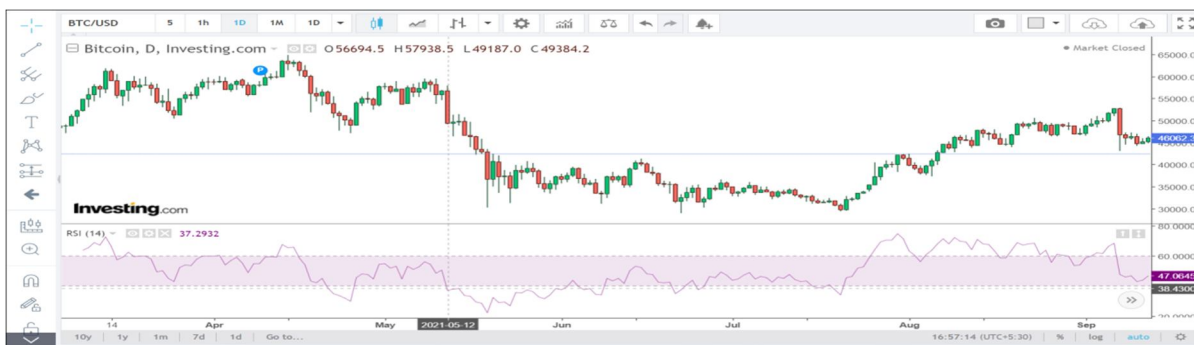 BTC/USD 5 1h 1D 1M 1D
Bitcoin, D, Investing.com O56694.5 H57938.5 L49187.0 C49384.2
Market Closed
65000.0
60000.0
55000.0
50000.0
46062.3
40000.0
35000.0
30000.0
Investing.com
RSI (14) 37.2932
80.0000
60.0000
47.0645
38.4300
20.0000
14 Apr May 2021-05-12 Jun Jul Aug Sep
10y 1y 1m 7d 1d Go to... 16:57:14 (UTC+5:30) % log auto